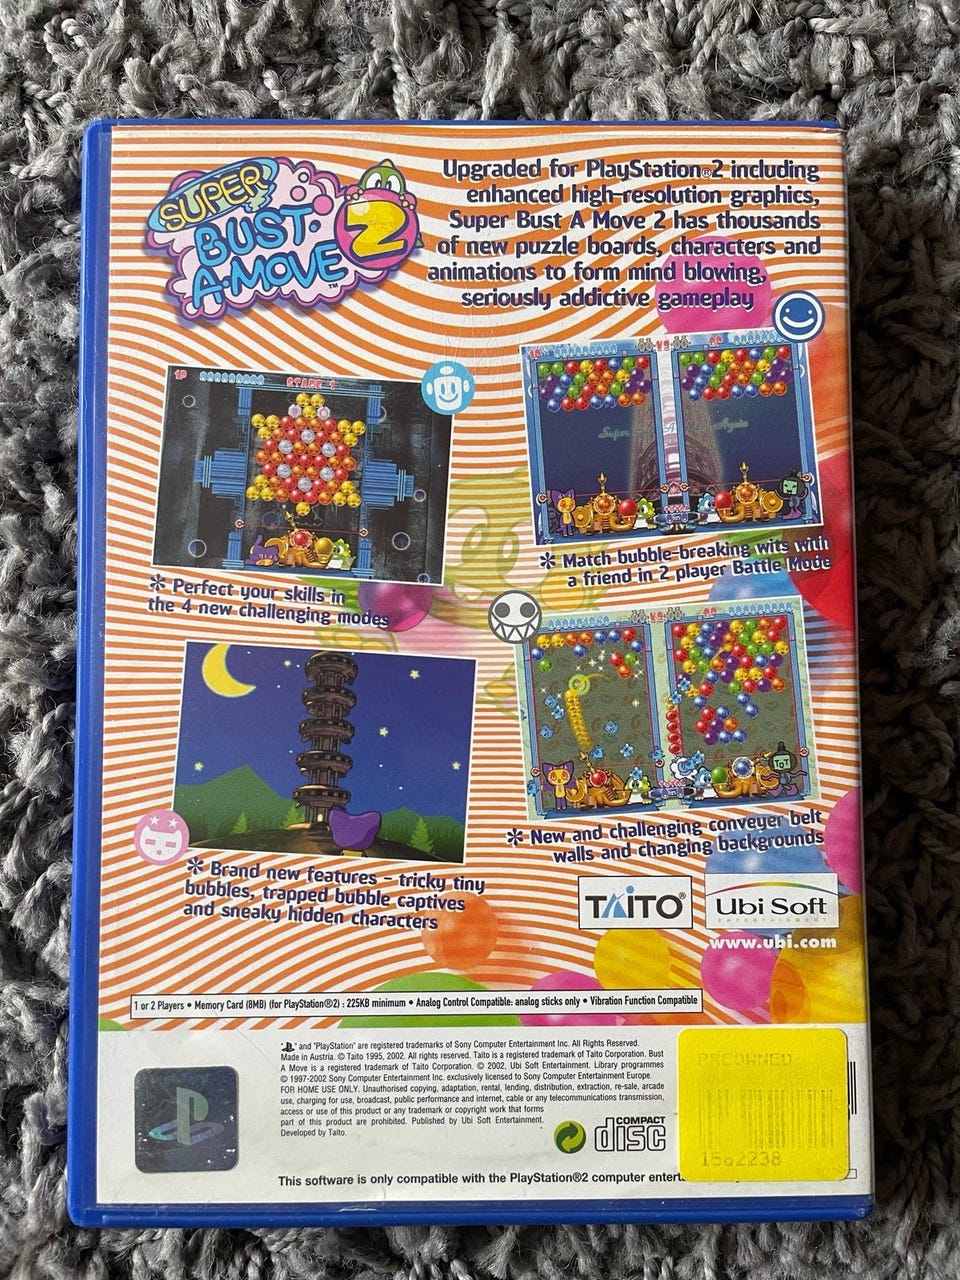 SUPER
BUST-
A-MOVE 2™
Upgraded for PlayStation®2 including
enhanced high-resolution graphics,
Super Bust A Move 2 has thousands
of new puzzle boards, characters and
animations to form mind blowing,
seriously addictive gameplay
1P
STAGE 1
VS
2P
TOTAL
* Perfect your skills in
the 4 new challenging modes
* Match bubble-breaking wits with
a friend in 2 player Battle Mode
VS
2P
TOTAL
* New and challenging conveyer belt
walls and changing backgrounds
* Brand new features - tricky tiny
bubbles, trapped bubble captives
and sneaky hidden characters
TAITO®
Ubi Soft
ENTERTAINMENT
www.ubi.com
1 or 2 Players • Memory Card (8MB) (for PlayStation®2) : 225KB minimum • Analog Control Compatible: analog sticks only • Vibration Function Compatible
and "PlayStation" are registered trademarks of Sony Computer Entertainment Inc. All Rights Reserved.
Made in Austria. © Taito 1995, 2002. All rights reserved. Taito is a registered trademark of Taito Corporation. Bust
A Move is a registered trademark of Taito Corporation. © 2002, Ubi Soft Entertainment. Library programmes
© 1997-2002 Sony Computer Entertainment Inc. exclusively licensed to Sony Computer Entertainment Europe.
FOR HOME USE ONLY. Unauthorised copying, adaptation, rental, lending, distribution, extraction, re-sale, arcade
use, charging for use, broadcast, public performance and internet, cable or any telecommunications transmission,
access or use of this product or any trademark or copyright work that forms
part of this product are prohibited. Published by Ubi Soft Entertainment.
Developed by Taito.
COMPACT
disc
PREOWNED
This software is only compatible with the PlayStation®2 computer